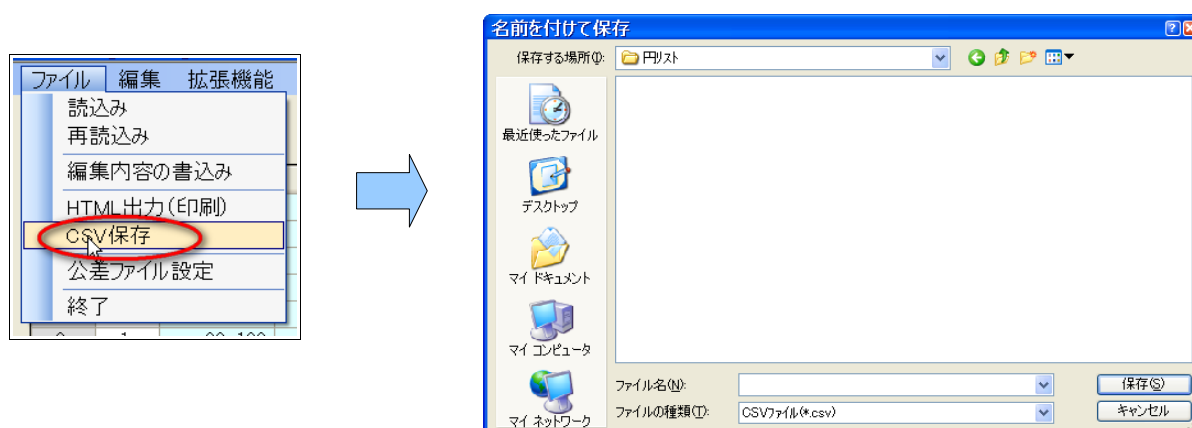 ファイル 編集 拡張機能
読込み
再読込み
編集内容の書込み
HTML出力(印刷)
CSV保存
公差ファイル設定
終了
名前を付けて保存
保存する場所(I):
円リスト
最近使ったファイル
デスクトップ
マイ ドキュメント
マイ コンピュータ
マイ ネットワーク
ファイル名(N):
保存(S)
ファイルの種類(T):
CSVファイル(*.csv)
キャンセル